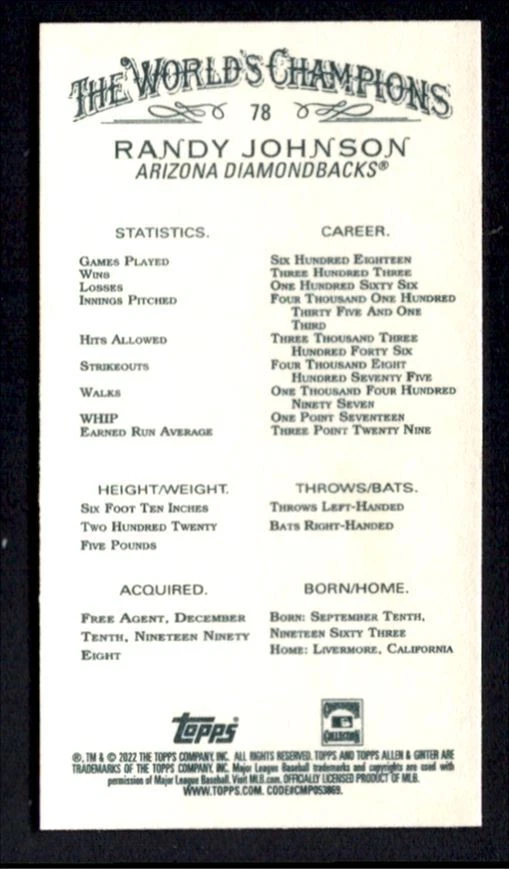 THE WORLD'S CHAMPIONS
78
RANDY JOHNSON
ARIZONA DIAMONDBACKS®
STATISTICS. CAREER.
GAMES PLAYED SIX HUNDRED EIGHTEEN
WINS THREE HUNDRED THREE
LOSSES ONE HUNDRED SIXTY SIX
INNINGS PITCHED FOUR THOUSAND ONE HUNDRED
THIRTY FIVE AND ONE
THIRD
HITS ALLOWED THREE THOUSAND THREE
HUNDRED FORTY SIX
STRIKEOUTS FOUR THOUSAND EIGHT
HUNDRED SEVENTY FIVE
WALKS ONE THOUSAND FOUR HUNDRED
NINETY SEVEN
WHIP ONE POINT SEVENTEEN
EARNED RUN AVERAGE THREE POINT TWENTY NINE
HEIGHT/WEIGHT.
SIX FOOT TEN INCHES
TWO HUNDRED TWENTY
FIVE POUNDS
THROWS/BATS.
THROWS LEFT-HANDED
BATS RIGHT-HANDED
ACQUIRED.
FREE AGENT, DECEMBER
TENTH, NINETEEN NINETY
EIGHT
BORN/HOME.
BORN: SEPTEMBER TENTH,
NINETEEN SIXTY THREE
HOME: LIVERMORE, CALIFORNIA
topps®
COOPERSTOWN
COLLECTION
®, TM & © 2022 THE TOPPS COMPANY, INC. ALL RIGHTS RESERVED. TOPPS AND TOPPS ALLEN & GINTER ARE
TRADEMARKS OF THE TOPPS COMPANY, INC. Major League Baseball trademarks and copyrights are used with
permission of Major League Baseball. Visit MLB.com. OFFICIALLY LICENSED PRODUCT OF MLB.
WWW.TOPPS.COM. CODE#CMP053869.